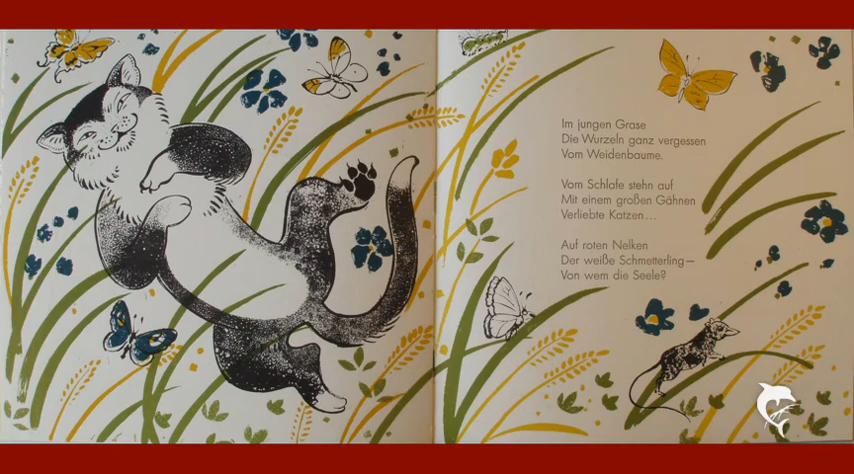 Im jungen Grase
Die Wurzeln ganz vergessen
Vom Weidenbaume.
Vom Schlafe stehn auf
Mit einem großen Gähnen
Verliebte Katzen...
Auf roten Nelken
Der weiße Schmetterling—
Von wem die Seele?